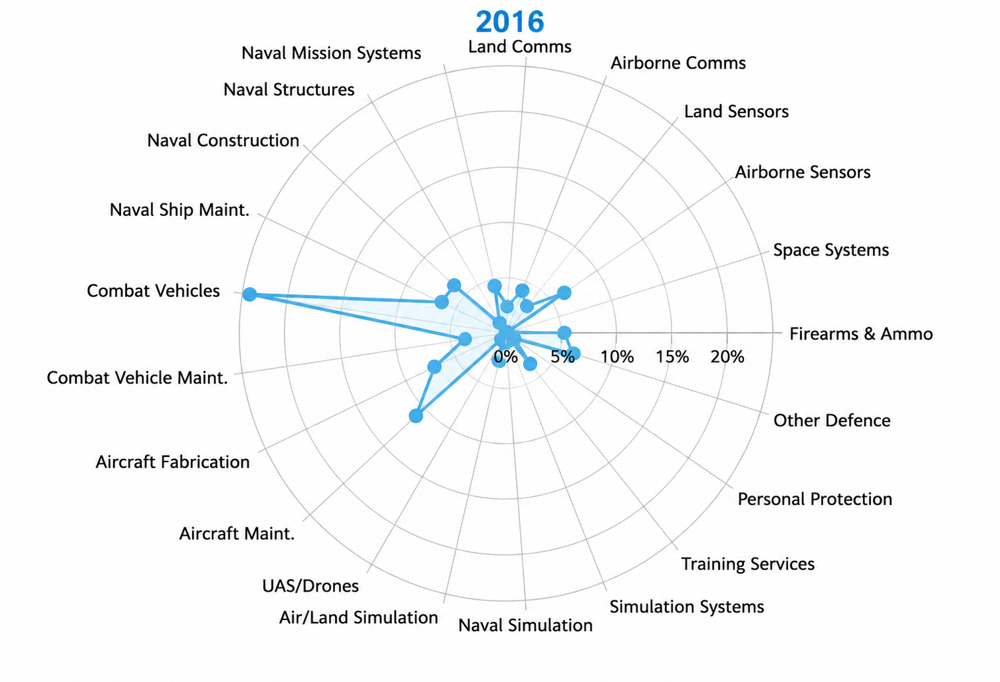 2016
Land Comms
Naval Mission Systems
Airborne Comms
Naval Structures
Land Sensors
Naval Construction
Airborne Sensors
Naval Ship Maint.
Space Systems
Combat Vehicles
Firearms & Ammo
0% 5% 10% 15% 20%
Combat Vehicle Maint.
Other Defence
Aircraft Fabrication
Personal Protection
Aircraft Maint.
Training Services
UAS/Drones
Simulation Systems
Air/Land Simulation
Naval Simulation